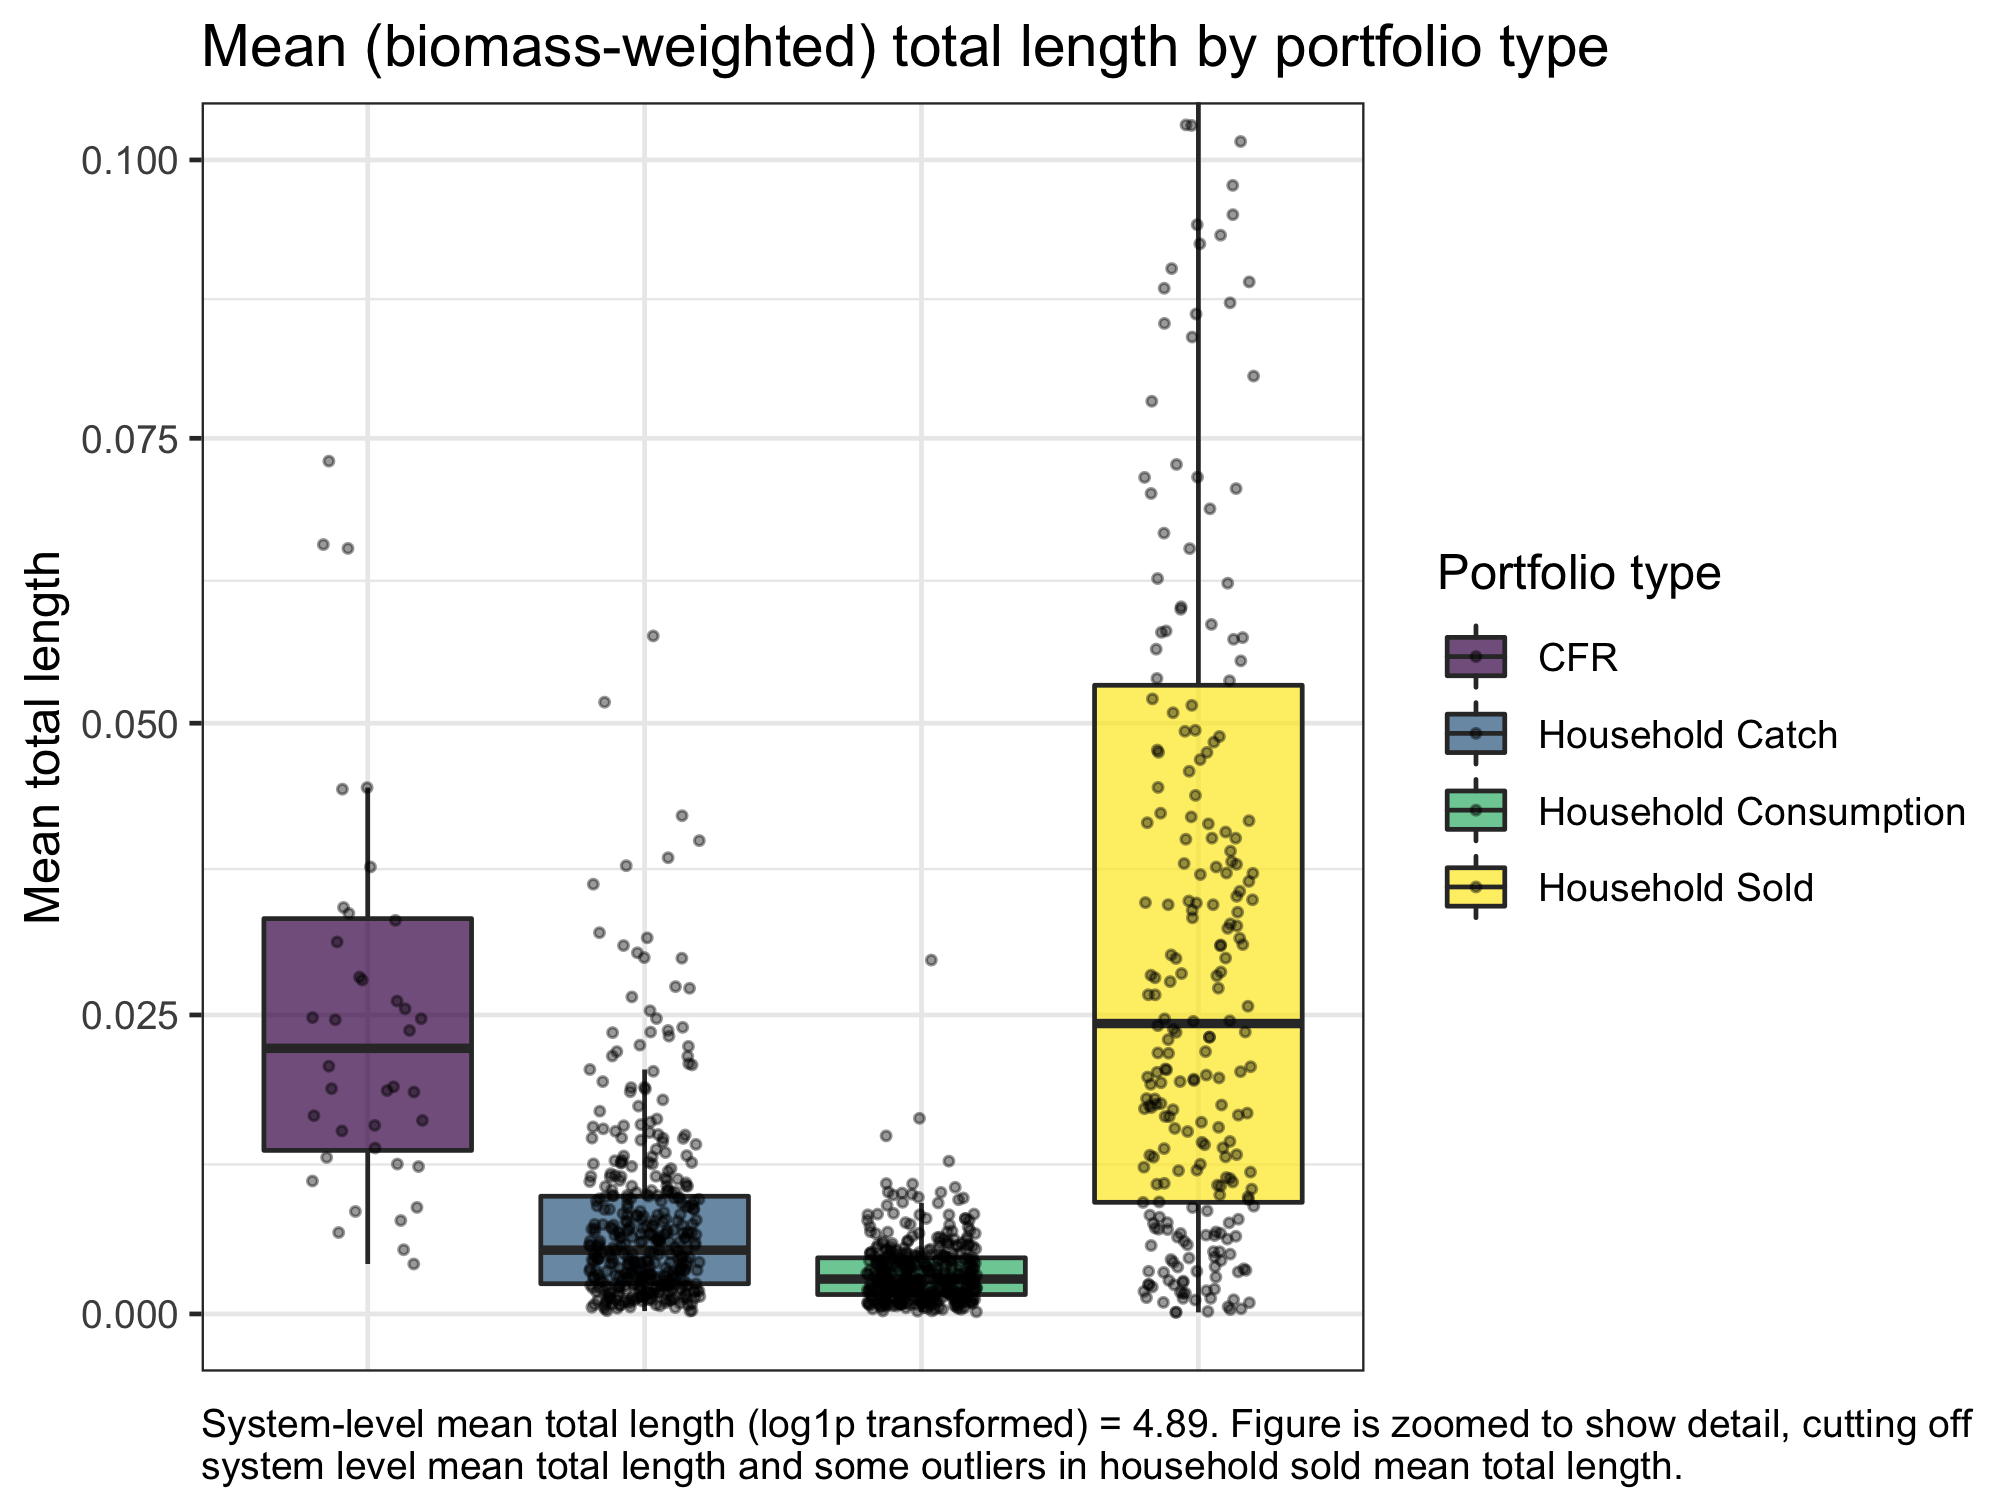 Mean (biomass-weighted) total length by portfolio type
0.100
0.075
0.050
0.025
0.000
Mean total length
Portfolio type
CFR
Household Catch
Household Consumption
Household Sold
System-level mean total length (log1p transformed) = 4.89. Figure is zoomed to show detail, cutting off
system level mean total length and some outliers in household sold mean total length.